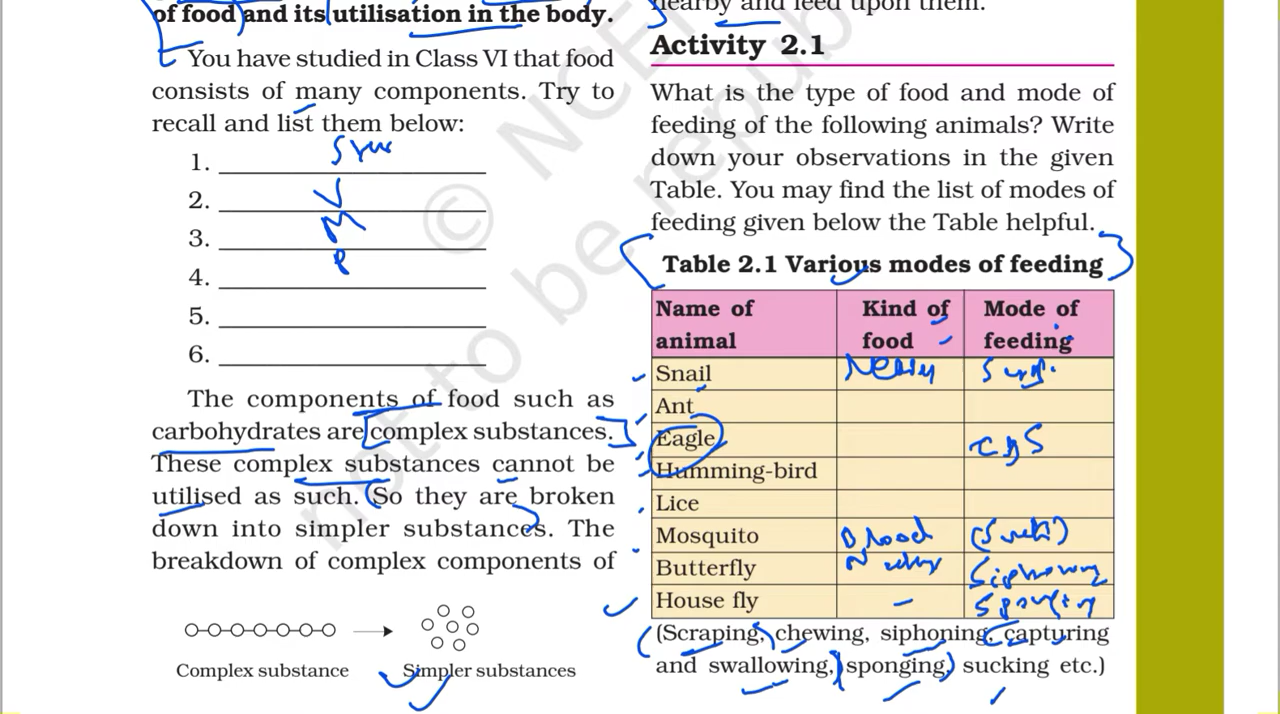 of food and its utilisation in the body.
You have studied in Class VI that food
consists of many components. Try to
recall and list them below:
1.
2. V
3. M
4. P
5.
6.
The components of food such as
carbohydrates are complex substances.
These complex substances cannot be
utilised as such. So they are broken
down into simpler substances. The
breakdown of complex components of
Complex substance
Simpler substances
nearby and feed upon them.
Activity 2.1
What is the type of food and mode of
feeding of the following animals? Write
down your observations in the given
Table. You may find the list of modes of
feeding given below the Table helpful.
Table 2.1 Various modes of feeding
Name of animal Kind of food Mode of feeding
Snail
Ant
Eagle
Humming-bird
Lice
Mosquito Blood
Butterfly Siphoning
House fly
(Scraping, chewing, siphoning, capturing
and swallowing, sponging, sucking etc.)